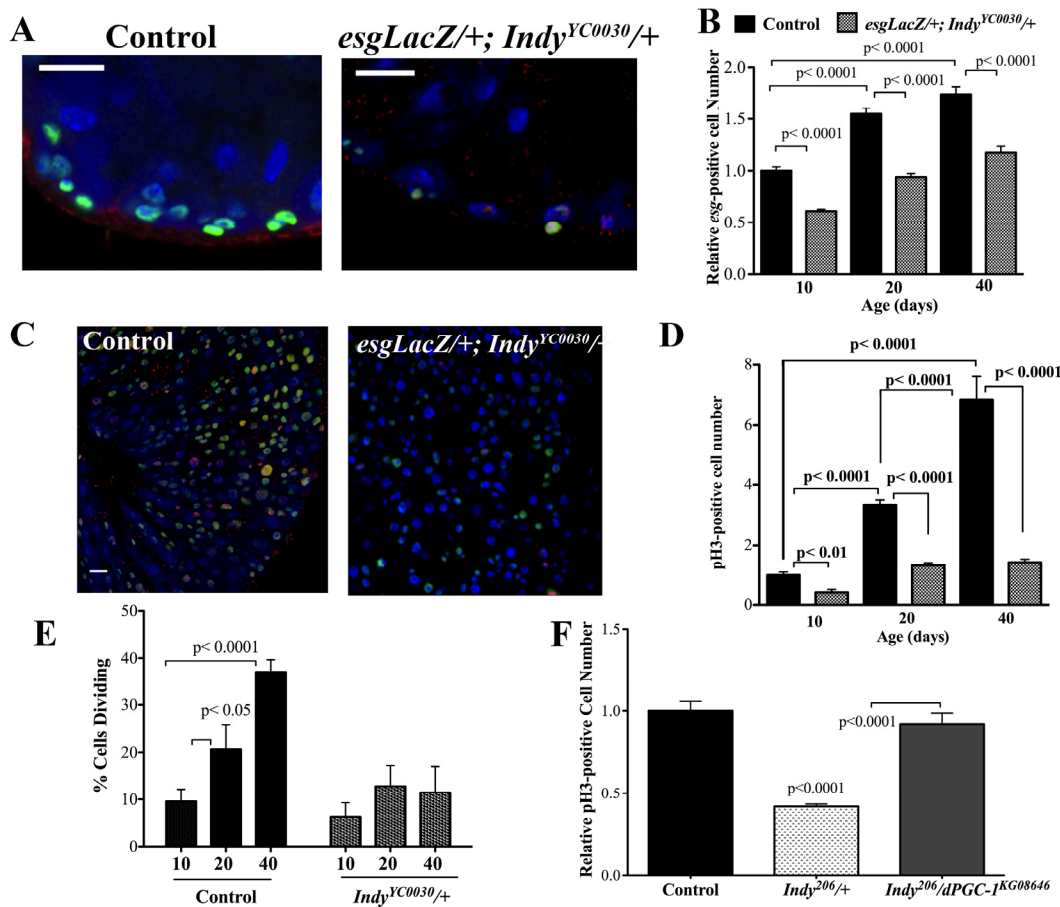 A
Control
esgLacZ/+; Indy^YC0030/+
B
Control
esgLacZ/+; Indy^YC0030/+
p< 0.0001
p< 0.0001
p< 0.0001
p< 0.0001
p< 0.0001
Relative esg-positive cell Number
2.0
1.5
1.0
0.5
0.0
10 20 40
Age (days)
C
Control
esgLacZ/+; Indy^YC0030/
D
p< 0.0001
p< 0.0001
p< 0.0001
p< 0.0001
p< 0.0001
p< 0.01
pH3-positive cell number
8
6
4
2
0
10 20 40
Age (days)
E
p< 0.0001
p< 0.05
% Cells Dividing
50
40
30
20
10
0
10 20 40 10 20 40
Control Indy^YC0030/+
F
p<0.0001
p<0.0001
Relative pH3-positive Cell Number
1.5
1.0
0.5
0.0
Control Indy^206/+ Indy^206/dPGC-1^KG08646